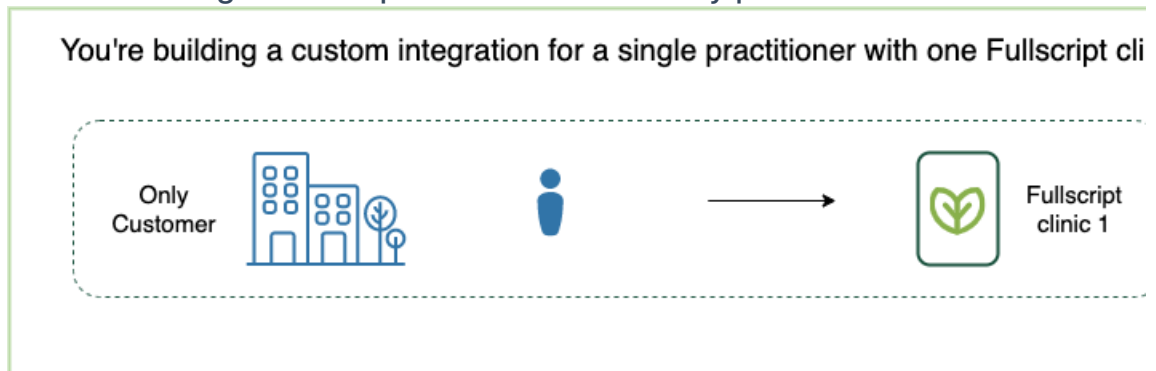 You're building a custom integration for a single practitioner with one Fullscript cli
Only
Customer
Fullscript
clinic 1